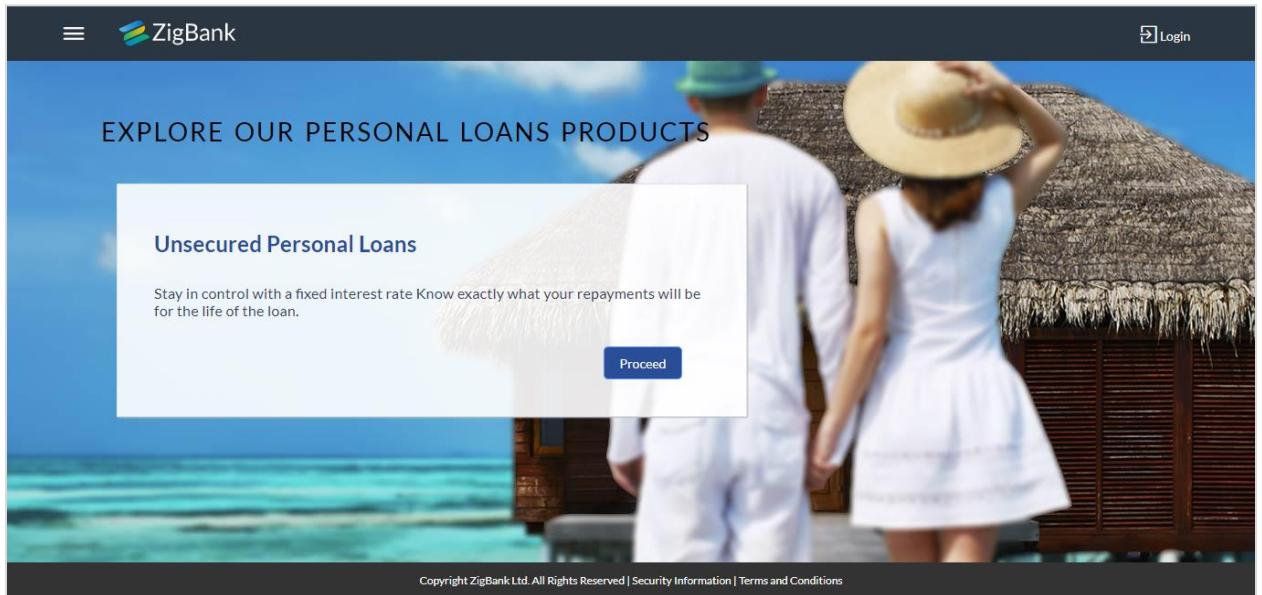 ZigBank
Login
EXPLORE OUR PERSONAL LOANS PRODUCTS
Unsecured Personal Loans
Stay in control with a fixed interest rate Know exactly what your repayments will be
for the life of the loan.
Proceed
Copyright ZigBank Ltd. All Rights Reserved | Security Information | Terms and Conditions